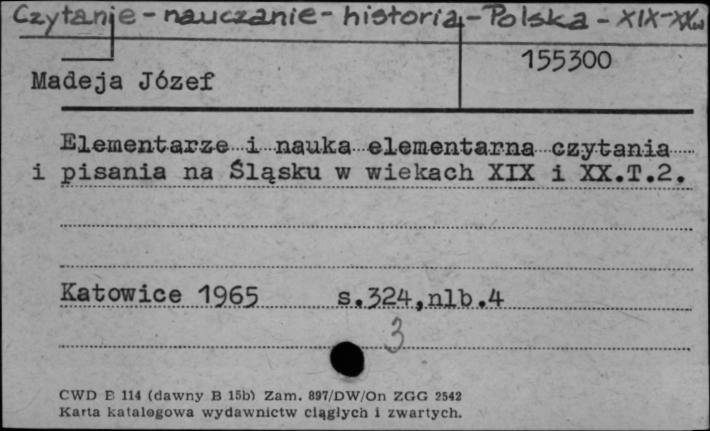 Czytanie - nauczanie - historia - Polska - XIX-XXw
155300
Madeja Józef
Elementarze i nauka elementarna czytania
i pisania na Śląsku w wiekach XIX i XX.T.2.
Katowice 1965 s.324,nlb.4
3
CWD B 114 (dawny B 15b) Zam. 897/DW/On ZGG 2542
Karta katalogowa wydawnictw ciągłych i zwartych.